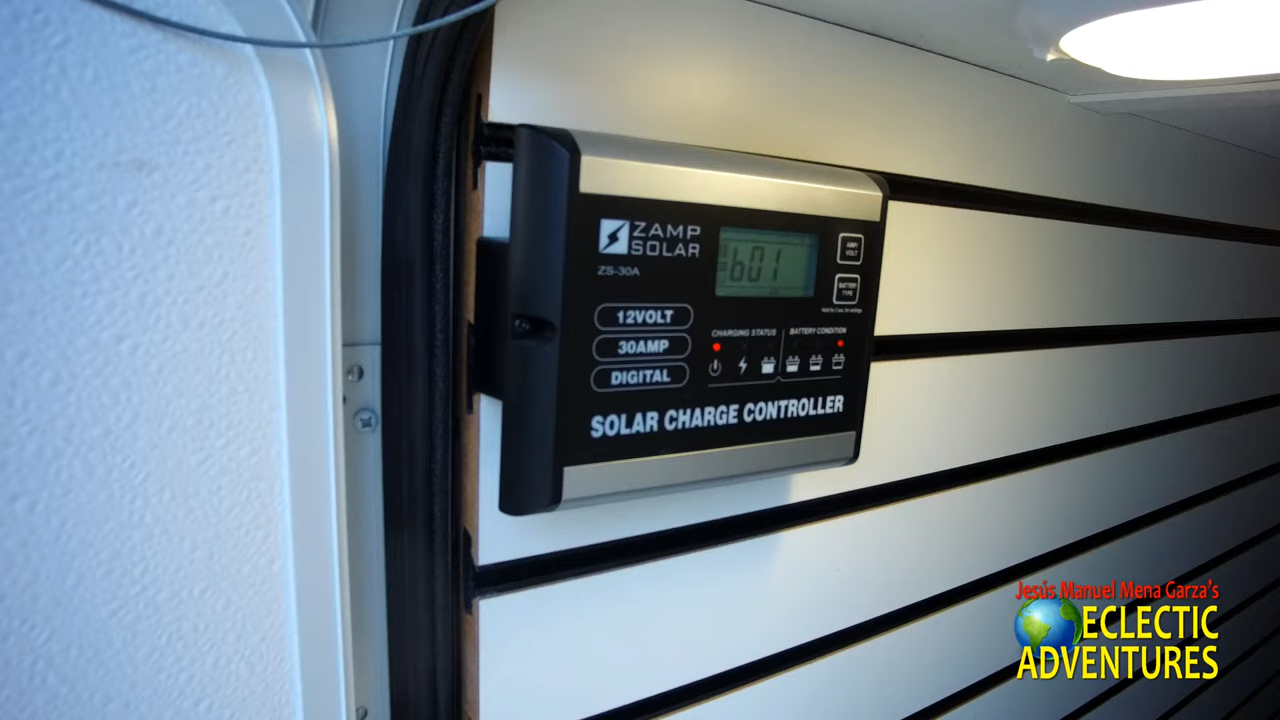 ZAMP
SOLAR
ZS-30A
b01
AMP/
VOLT
BATTERY
TYPE
12VOLT
30AMP
DIGITAL
CHARGING STATUS
BATTERY CONDITION
SOLAR CHARGE CONTROLLER
Jesús Manuel Mena Garza's
ECLECTIC
ADVENTURES